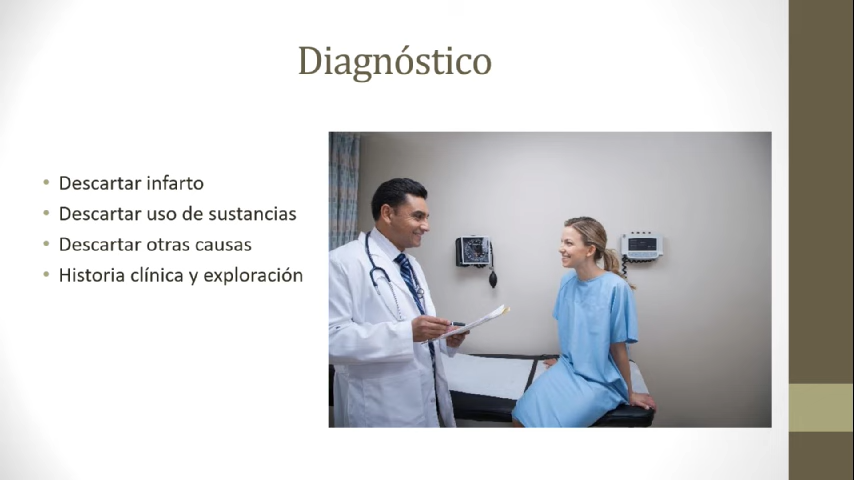 Diagnóstico
• Descartar infarto
• Descartar uso de sustancias
• Descartar otras causas
• Historia clínica y exploración